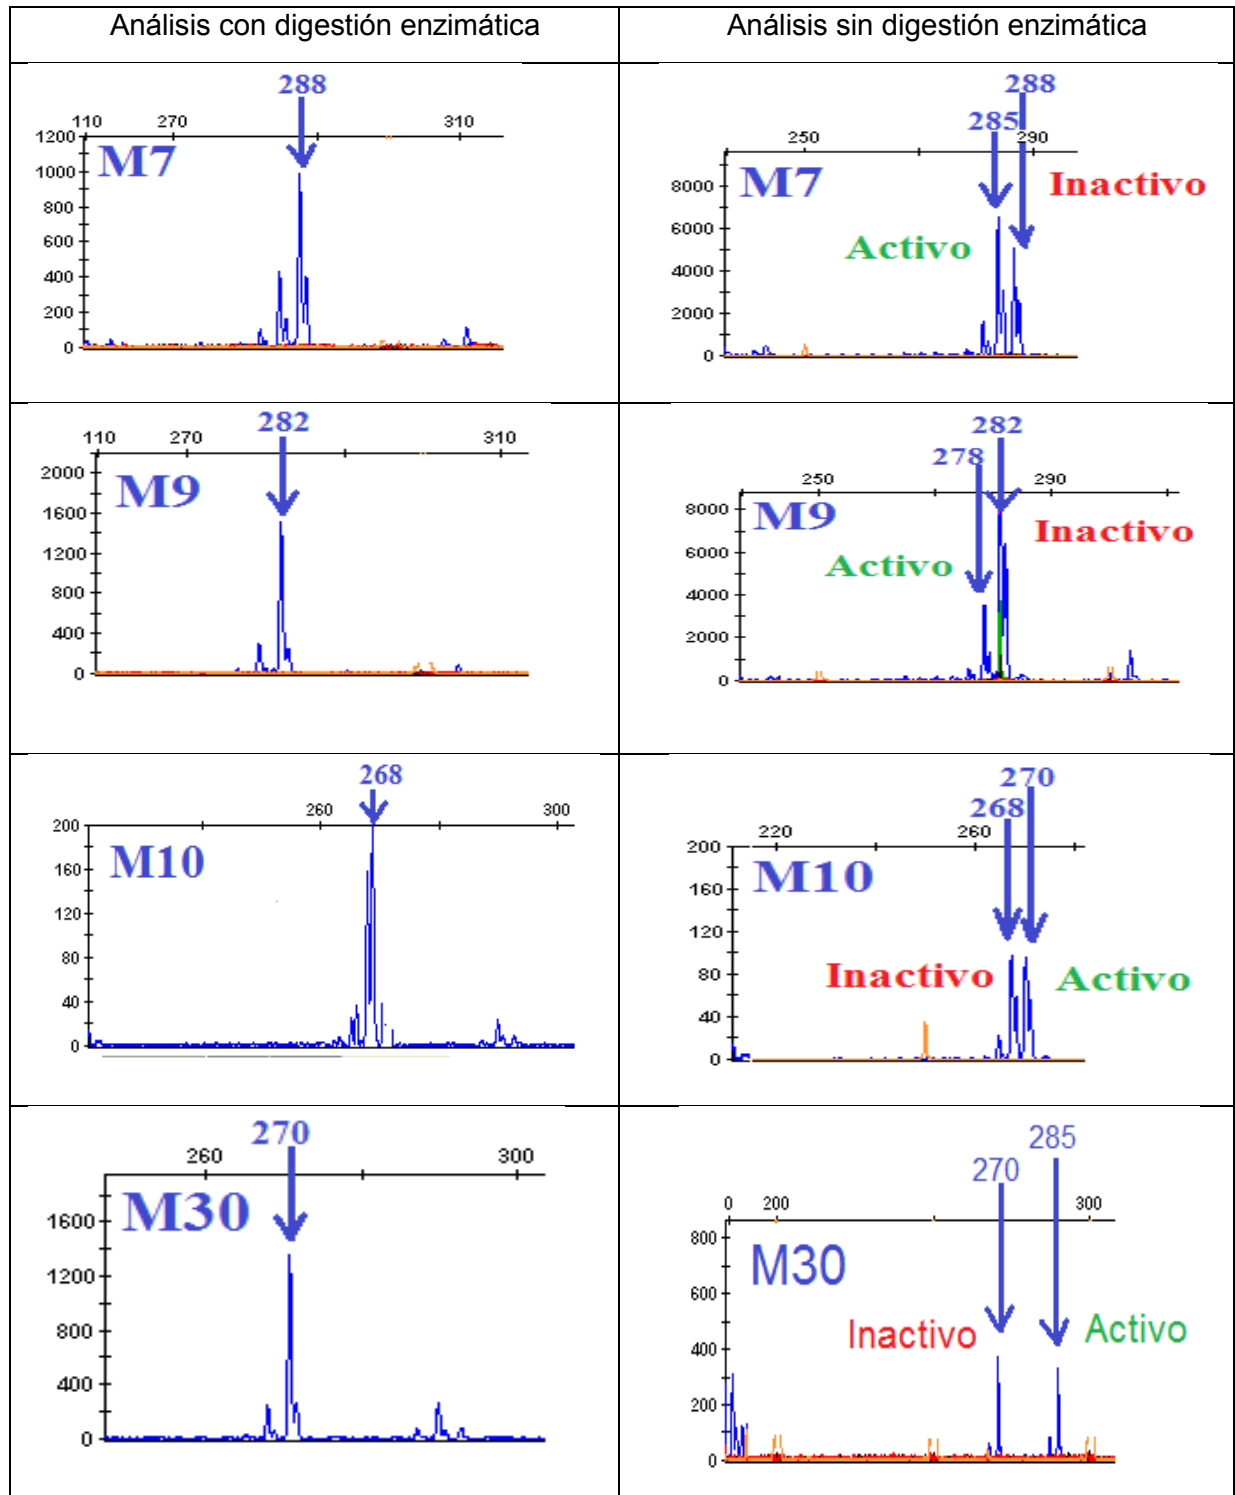 Análisis con digestión enzimática
Análisis sin digestión enzimática
288
110 270 310
1200
M7
1000
800
600
400
200
0
288
285
250 290
M7
8000
Inactivo
6000
Activo
4000
2000
0
282
110 270 310
2000
M9
1600
1200
800
400
0
282
278
250 290
8000
M9
Inactivo
6000
Activo
4000
2000
0
268
260 300
200
M10
160
120
80
40
0
270
268
220 260
200
M10
160
120
80
Inactivo
Activo
40
0
270
260 300
M30
1600
1200
800
400
0
285
270
0 200 300
800
M30
600
Inactivo
Activo
400
200
0